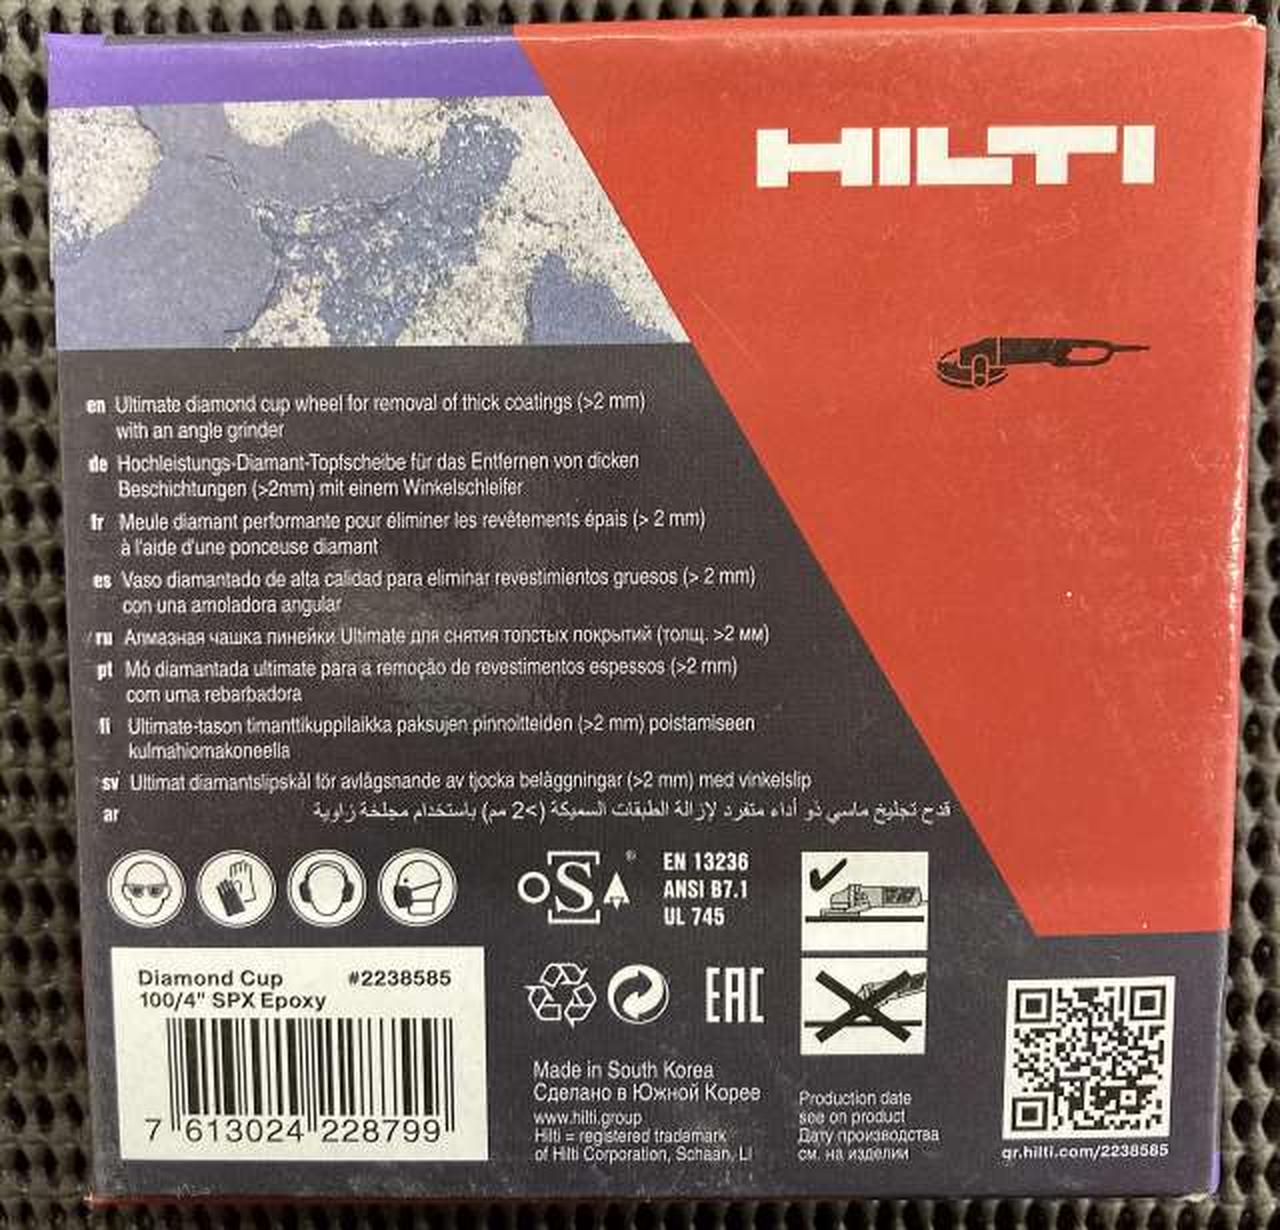 HILTI
en Ultimate diamond cup wheel for removal of thick coatings (>2 mm)
with an angle grinder
de Hochleistungs-Diamant-Topfscheibe für das Entfernen von dicken
Beschichtungen (>2mm) mit einem Winkelschleifer
fr Meule diamant performante pour éliminer les revêtements épais (> 2 mm)
à l'aide d'une ponceuse diamant
es Vaso diamantado de alta calidad para eliminar revestimientos gruesos (> 2 mm)
con una amoladora angular
ru Алмазная чашка линейки Ultimate для снятия толстых покрытий (толщ. >2 мм)
pt Mó diamantada ultimate para a remoção de revestimentos espessos (>2 mm)
com uma rebarbadora
fi Ultimate-tason timanttikuppilaikka paksujen pinnoitteiden (>2 mm) poistamiseen
kulmahiomakoneella
sv Ultimat diamantslipskål för avlägsnande av tjocka beläggningar (>2 mm) med vinkelslip
ar قدح تجليخ ماسي ذو أداء متفرد لإزالة الطبقات السميكة (>2 مم) باستخدام مجلخة زاوية
oSa ®
EN 13236
ANSI B7.1
UL 745
Diamond Cup #2238585
100/4" SPX Epoxy
7 613024 228799
EAC
Made in South Korea
Сделано в Южной Корее
www.hilti.group
Hilti = registered trademark
of Hilti Corporation, Schaan, LI
Production date
see on product
Дату производства
см. на изделии
qr.hilti.com/2238585